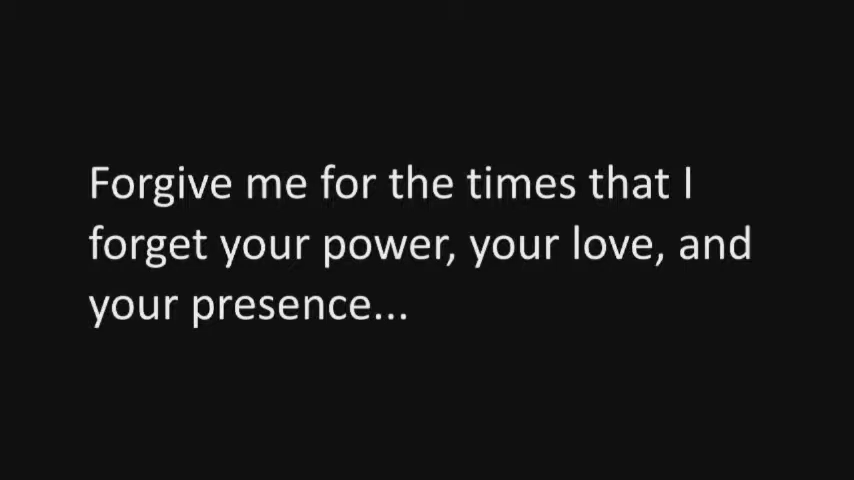 Forgive me for the times that I
forget your power, your love, and
your presence...